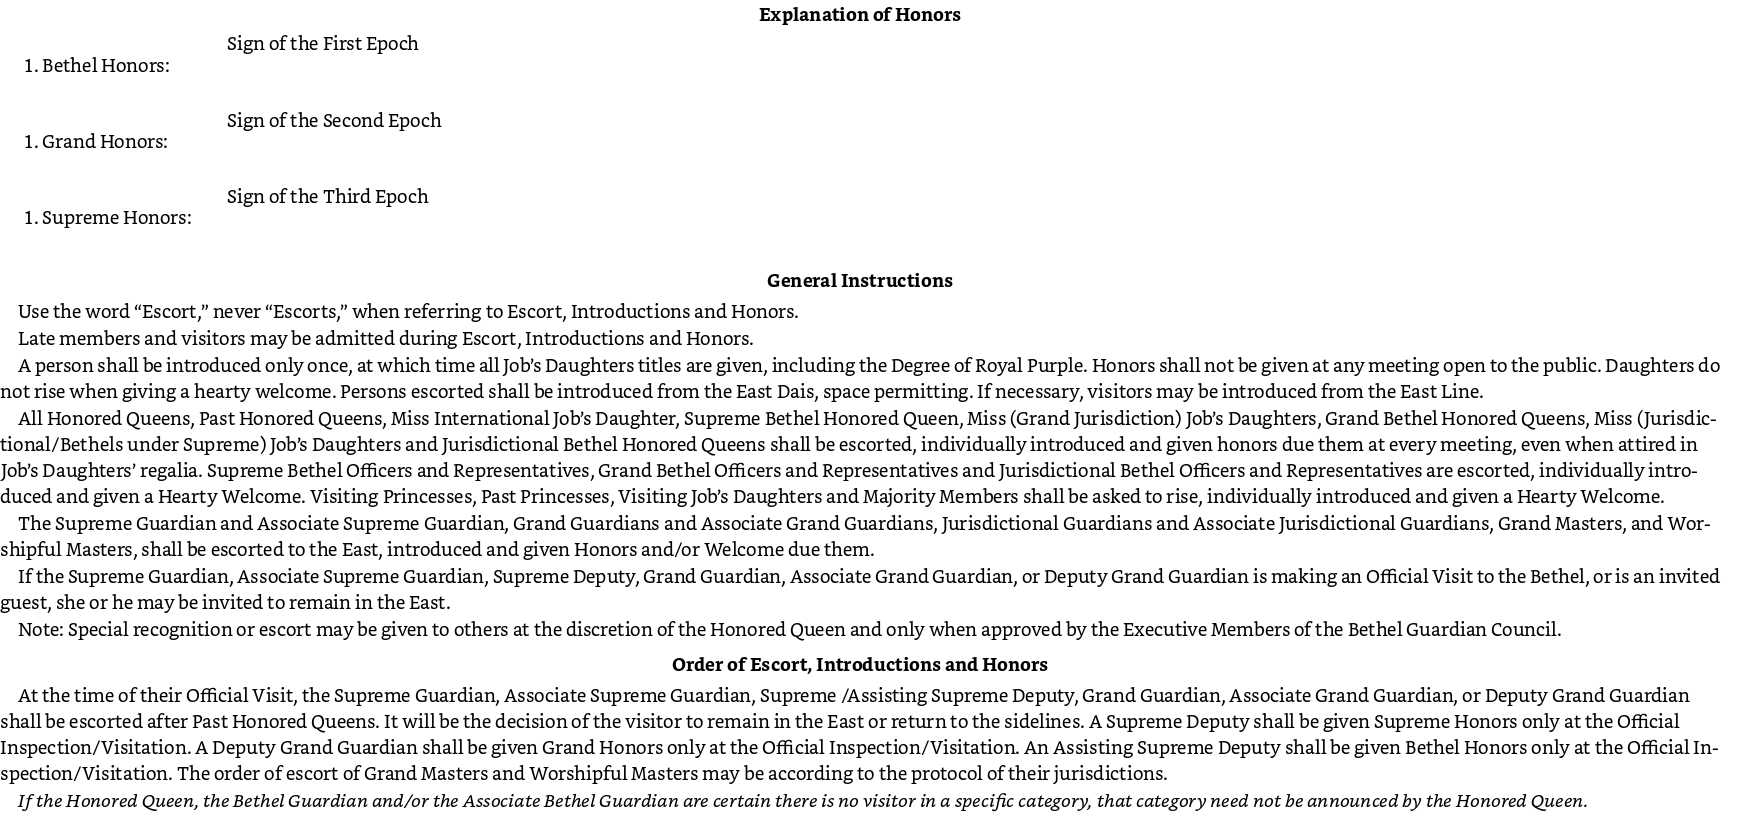 Explanation of Honors
Sign of the First Epoch
1. Bethel Honors:
Sign of the Second Epoch
1. Grand Honors:
Sign of the Third Epoch
1. Supreme Honors:
General Instructions
Use the word “Escort,” never “Escorts,” when referring to Escort, Introductions and Honors.
Late members and visitors may be admitted during Escort, Introductions and Honors.
A person shall be introduced only once, at which time all Job’s Daughters titles are given, including the Degree of Royal Purple. Honors shall not be given at any meeting open to the public. Daughters do
not rise when giving a hearty welcome. Persons escorted shall be introduced from the East Dais, space permitting. If necessary, visitors may be introduced from the East Line.
All Honored Queens, Past Honored Queens, Miss International Job’s Daughter, Supreme Bethel Honored Queen, Miss (Grand Jurisdiction) Job’s Daughters, Grand Bethel Honored Queens, Miss (Jurisdic-
tional/Bethels under Supreme) Job’s Daughters and Jurisdictional Bethel Honored Queens shall be escorted, individually introduced and given honors due them at every meeting, even when attired in
Job’s Daughters’ regalia. Supreme Bethel Officers and Representatives, Grand Bethel Officers and Representatives and Jurisdictional Bethel Officers and Representatives are escorted, individually intro-
duced and given a Hearty Welcome. Visiting Princesses, Past Princesses, Visiting Job’s Daughters and Majority Members shall be asked to rise, individually introduced and given a Hearty Welcome.
The Supreme Guardian and Associate Supreme Guardian, Grand Guardians and Associate Grand Guardians, Jurisdictional Guardians and Associate Jurisdictional Guardians, Grand Masters, and Wor-
shipful Masters, shall be escorted to the East, introduced and given Honors and/or Welcome due them.
If the Supreme Guardian, Associate Supreme Guardian, Supreme Deputy, Grand Guardian, Associate Grand Guardian, or Deputy Grand Guardian is making an Official Visit to the Bethel, or is an invited
guest, she or he may be invited to remain in the East.
Note: Special recognition or escort may be given to others at the discretion of the Honored Queen and only when approved by the Executive Members of the Bethel Guardian Council.
Order of Escort, Introductions and Honors
At the time of their Official Visit, the Supreme Guardian, Associate Supreme Guardian, Supreme /Assisting Supreme Deputy, Grand Guardian, Associate Grand Guardian, or Deputy Grand Guardian
shall be escorted after Past Honored Queens. It will be the decision of the visitor to remain in the East or return to the sidelines. A Supreme Deputy shall be given Supreme Honors only at the Official
Inspection/Visitation. A Deputy Grand Guardian shall be given Grand Honors only at the Official Inspection/Visitation. An Assisting Supreme Deputy shall be given Bethel Honors only at the Official In-
spection/Visitation. The order of escort of Grand Masters and Worshipful Masters may be according to the protocol of their jurisdictions.
If the Honored Queen, the Bethel Guardian and/or the Associate Bethel Guardian are certain there is no visitor in a specific category, that category need not be announced by the Honored Queen.